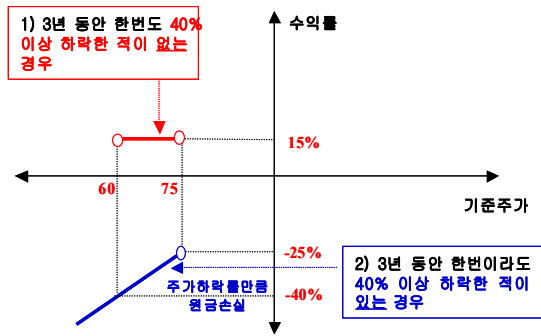 1) 3년 동안 한번도 40%
이상 하락한 적이 없는
경우
수익률
15%
60
75
기준주가
-25%
2) 3년 동안 한번이라도
40% 이상 하락한 적이
있는 경우
주가하락률만큼
원금손실
-40%